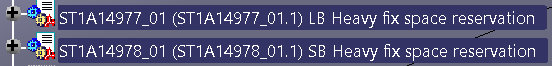 ST1A14977_01 (ST1A14977_01.1) LB Heavy fix space reservation
ST1A14978_01 (ST1A14978_01.1) SB Heavy fix space reservation